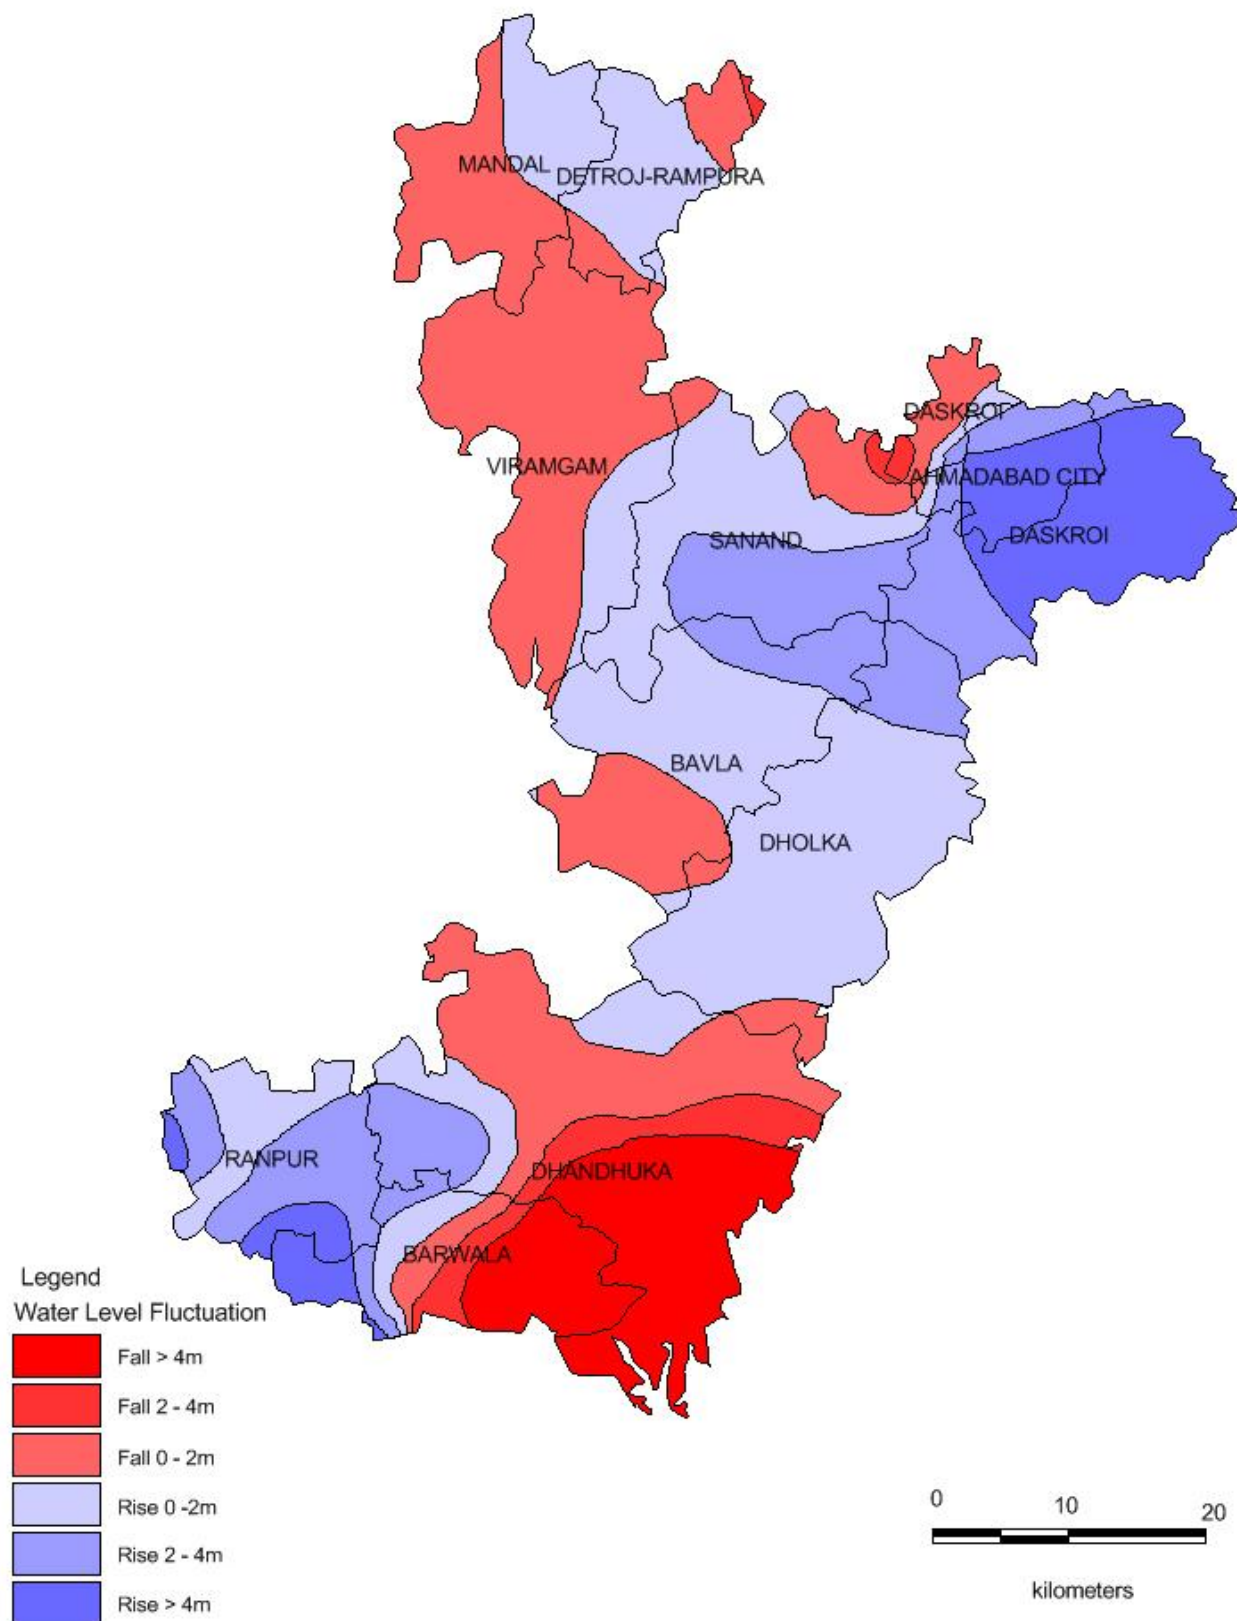 MANDAL
DETROJ-RAMPURA
DASKROI
VIRAMGAM
AHMADABAD CITY
SANAND
DASKROI
BAVLA
DHOLKA
RANPUR
DHANDHUKA
BARWALA
Legend
Water Level Fluctuation
Fall > 4m
Fall 2 - 4m
Fall 0 - 2m
Rise 0 -2m
Rise 2 - 4m
Rise > 4m
0 10 20
kilometers